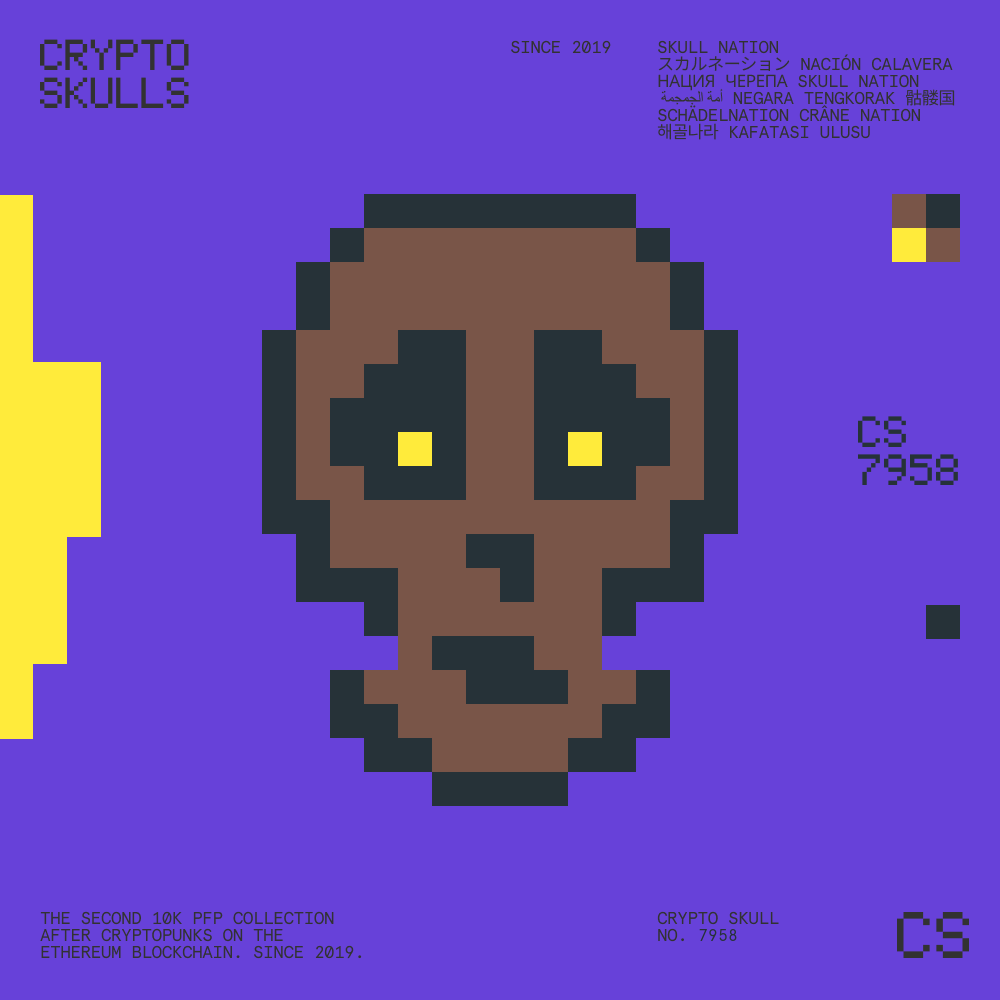 CRYPTO
SKULLS
SINCE 2019
SKULL NATION
スカルネーション NACIÓN CALAVERA
НАЦИЯ ЧЕРЕПА SKULL NATION
أمة الجمجمة NEGARA TENGKORAK 骷髅国
SCHÄDELNATION CRÂNE NATION
해골나라 KAFATASI ULUSU
CS
7958
THE SECOND 10K PFP COLLECTION
AFTER CRYPTOPUNKS ON THE
ETHEREUM BLOCKCHAIN. SINCE 2019.
CRYPTO SKULL
NO. 7958
CS